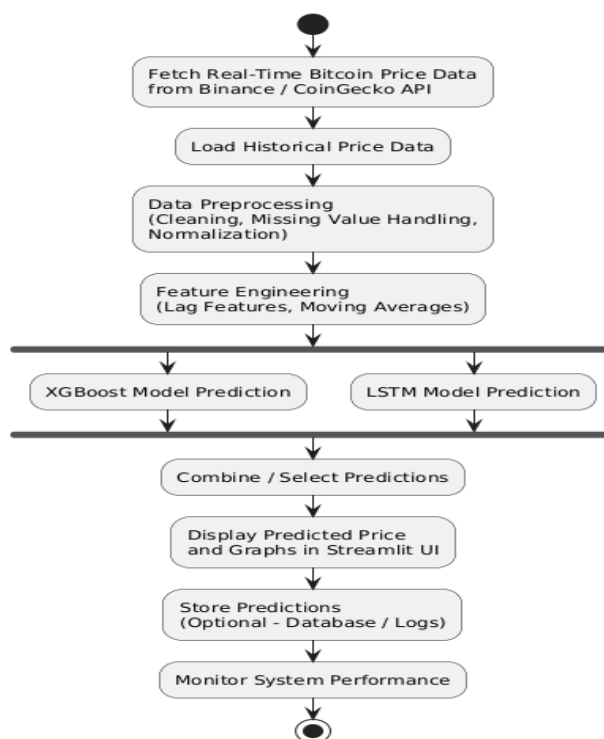 Fetch Real-Time Bitcoin Price Data
from Binance / CoinGecko API
Load Historical Price Data
Data Preprocessing
(Cleaning, Missing Value Handling,
Normalization)
Feature Engineering
(Lag Features, Moving Averages)
XGBoost Model Prediction
LSTM Model Prediction
Combine / Select Predictions
Display Predicted Price
and Graphs in Streamlit UI
Store Predictions
(Optional - Database / Logs)
Monitor System Performance